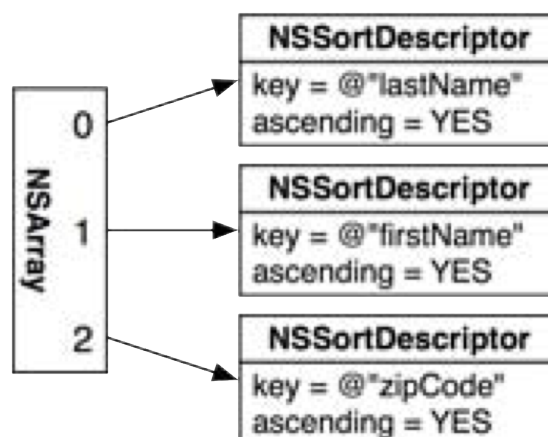 NSArray
0
1
2
NSSortDescriptor
key = @"lastName"
ascending = YES
NSSortDescriptor
key = @"firstName"
ascending = YES
NSSortDescriptor
key = @"zipCode"
ascending = YES